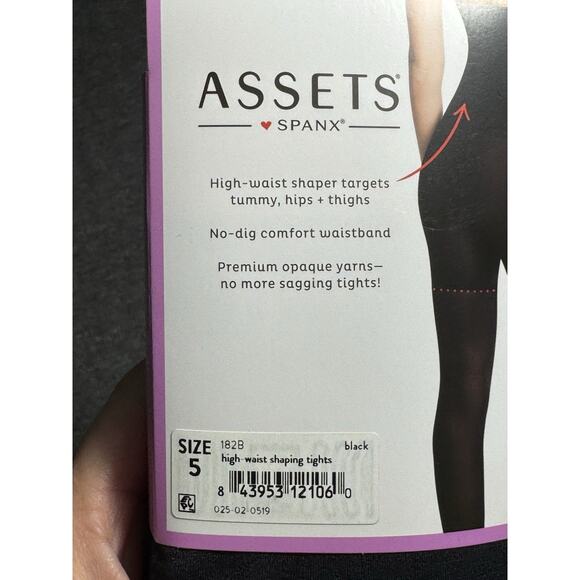 ASSETS®
♥ SPANX®
High-waist shaper targets
tummy, hips + thighs
No-dig comfort waistband
Premium opaque yarns—
no more sagging tights!
SIZE 5
182B black
high-waist shaping tights
8 43953 12106 0
025-02-0519